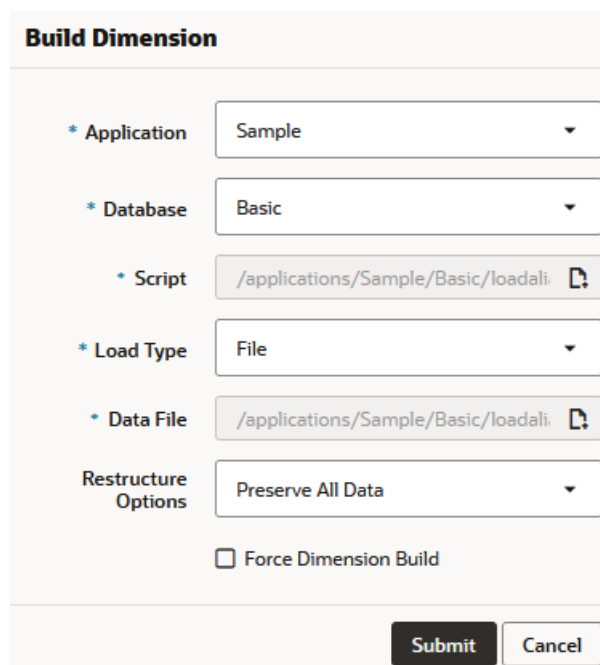 Build Dimension
* Application Sample
* Database Basic
* Script /applications/Sample/Basic/loadali
* Load Type File
* Data File /applications/Sample/Basic/loadali
Restructure
Options Preserve All Data
Force Dimension Build
Submit Cancel